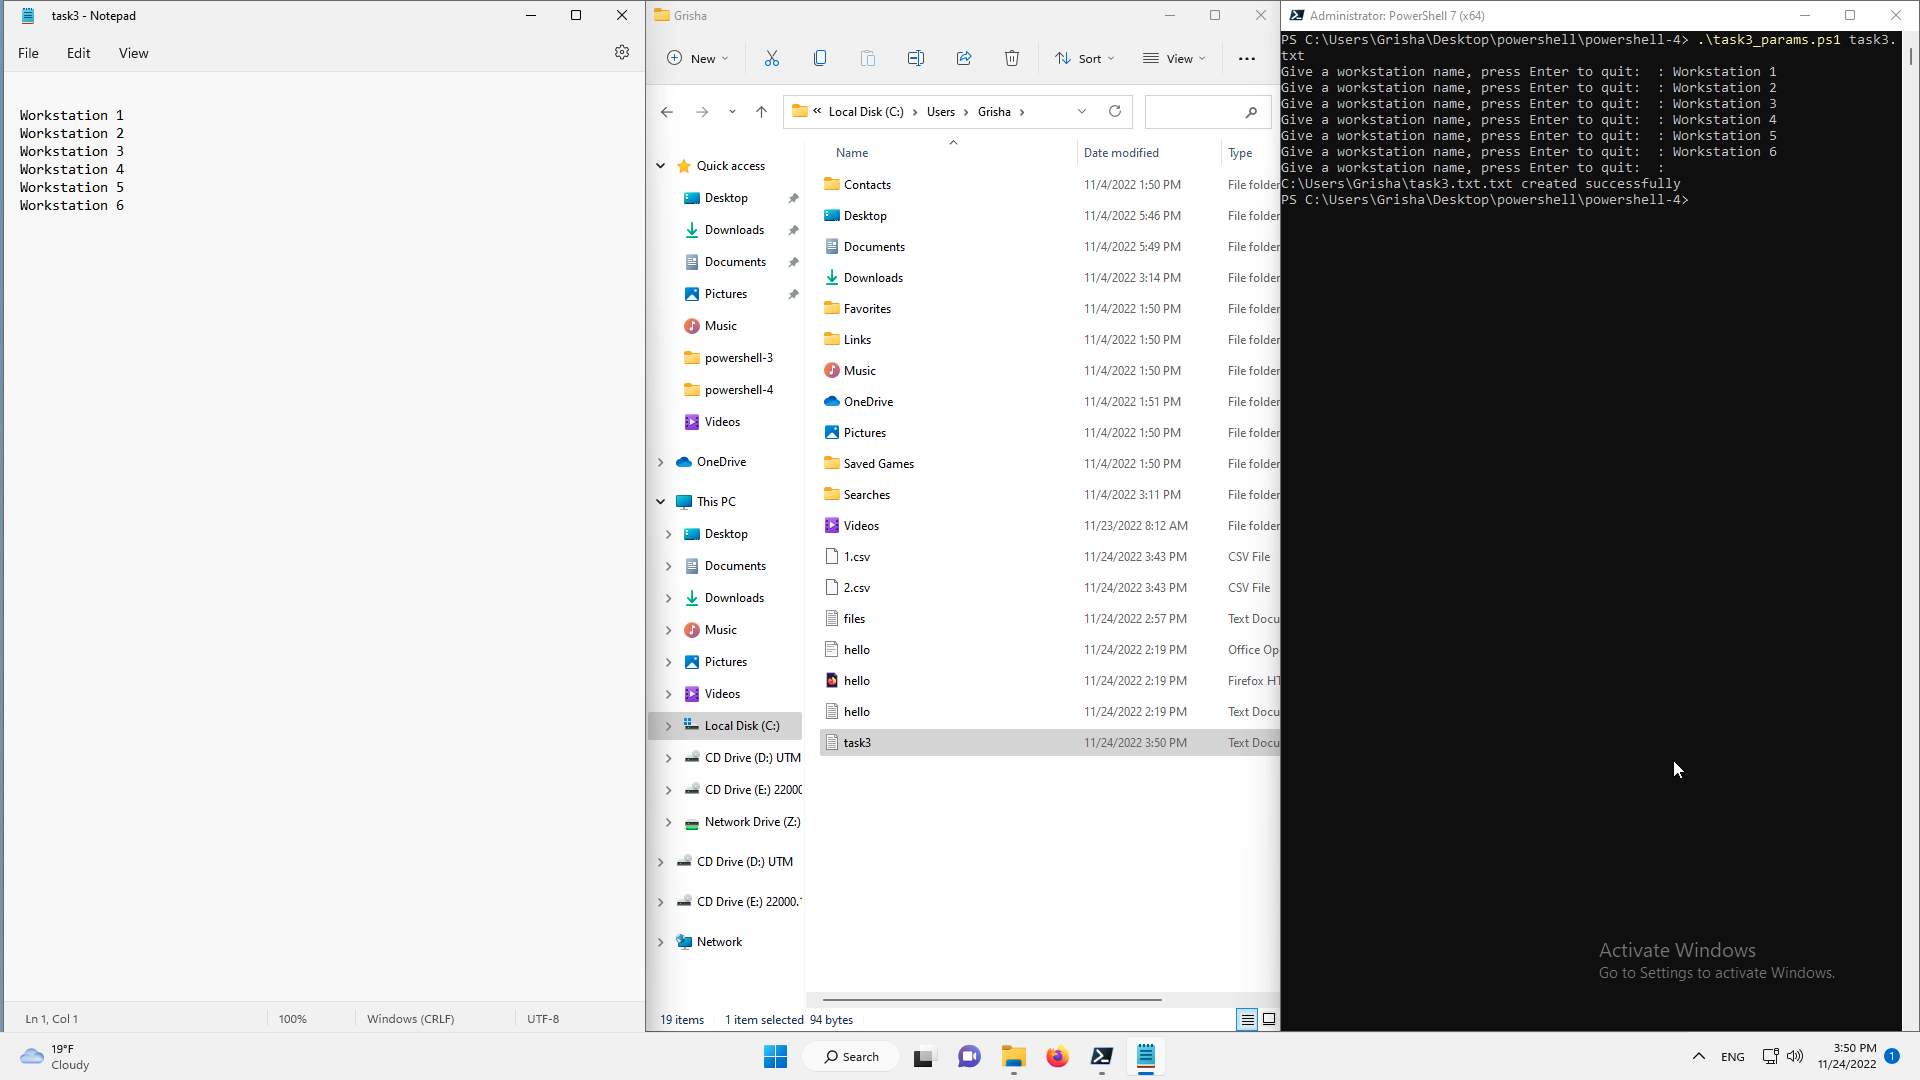 task3 - Notepad
File Edit View
Workstation 1
Workstation 2
Workstation 3
Workstation 4
Workstation 5
Workstation 6
Ln 1, Col 1 100% Windows (CRLF) UTF-8
Grisha
New Sort View
« Local Disk (C:) › Users › Grisha ›
Quick access
Desktop
Downloads
Documents
Pictures
Music
powershell-3
powershell-4
Videos
OneDrive
This PC
Desktop
Documents
Downloads
Music
Pictures
Videos
Local Disk (C:)
CD Drive (D:) UTM
CD Drive (E:) 22000
Network Drive (Z:)
CD Drive (D:) UTM
CD Drive (E:) 22000.
Network
Name Date modified Type
Contacts 11/4/2022 1:50 PM File folder
Desktop 11/4/2022 5:46 PM File folder
Documents 11/4/2022 5:49 PM File folder
Downloads 11/4/2022 3:14 PM File folder
Favorites 11/4/2022 1:50 PM File folder
Links 11/4/2022 1:50 PM File folder
Music 11/4/2022 1:50 PM File folder
OneDrive 11/4/2022 1:51 PM File folder
Pictures 11/4/2022 1:50 PM File folder
Saved Games 11/4/2022 1:50 PM File folder
Searches 11/4/2022 3:11 PM File folder
Videos 11/23/2022 8:12 AM File folder
1.csv 11/24/2022 3:43 PM CSV File
2.csv 11/24/2022 3:43 PM CSV File
files 11/24/2022 2:57 PM Text Docu
hello 11/24/2022 2:19 PM Office Op
hello 11/24/2022 2:19 PM Firefox HT
hello 11/24/2022 2:19 PM Text Docu
task3 11/24/2022 3:50 PM Text Docu
19 items 1 item selected 94 bytes
Administrator: PowerShell 7 (x64)
PS C:\Users\Grisha\Desktop\powershell\powershell-4> .\task3_params.ps1 task3.
txt
Give a workstation name, press Enter to quit:  : Workstation 1
Give a workstation name, press Enter to quit:  : Workstation 2
Give a workstation name, press Enter to quit:  : Workstation 3
Give a workstation name, press Enter to quit:  : Workstation 4
Give a workstation name, press Enter to quit:  : Workstation 5
Give a workstation name, press Enter to quit:  : Workstation 6
Give a workstation name, press Enter to quit:  :
C:\Users\Grisha\task3.txt.txt created successfully
PS C:\Users\Grisha\Desktop\powershell\powershell-4>
Activate Windows
Go to Settings to activate Windows.
19°F
Cloudy
Search
ENG
3:50 PM
11/24/2022
1